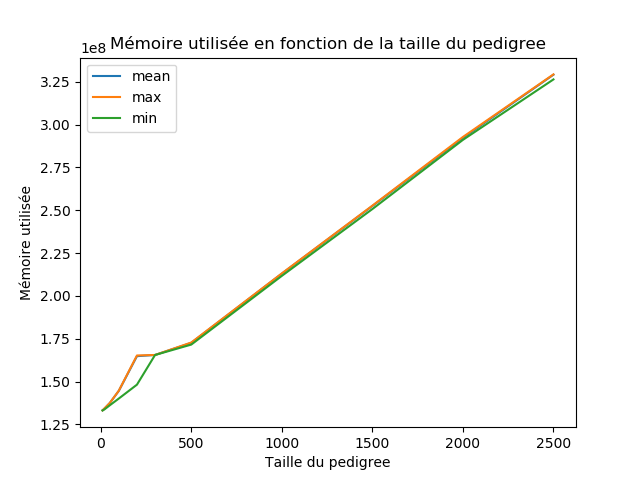 Mémoire utilisée en fonction de la taille du pedigree
1e8
mean
max
min
3.25
3.00
2.75
2.50
2.25
2.00
1.75
1.50
1.25
Mémoire utilisée
0 500 1000 1500 2000 2500
Taille du pedigree